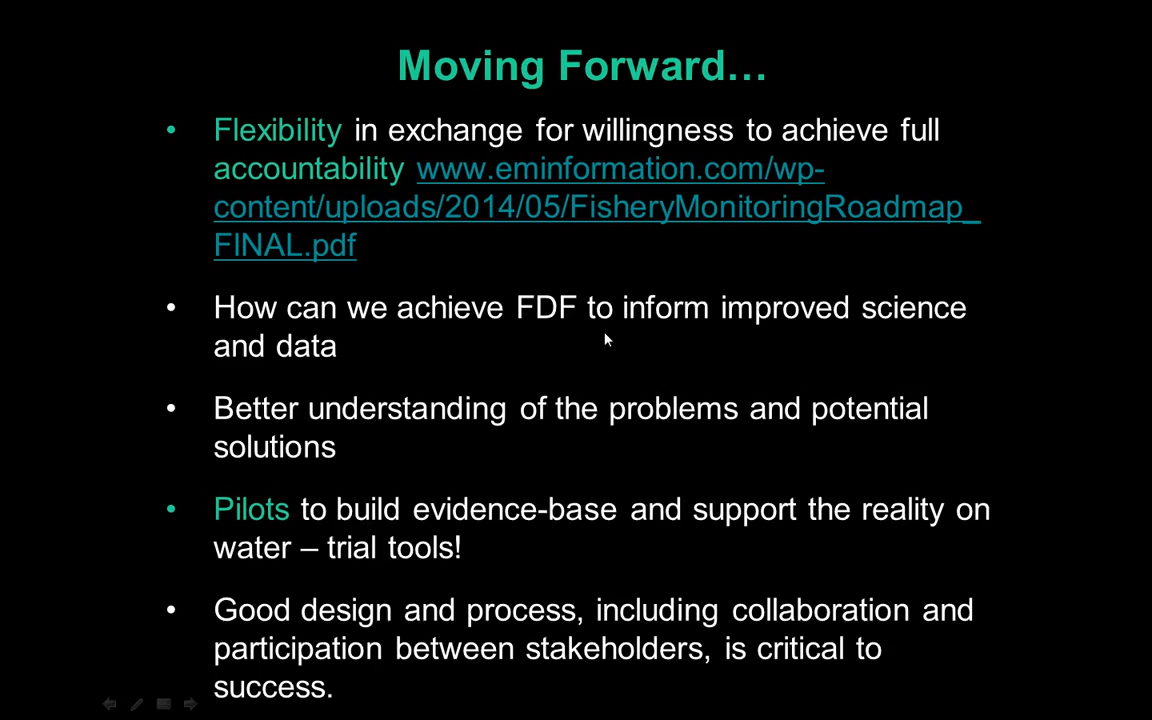 Moving Forward…
• Flexibility in exchange for willingness to achieve full
accountability www.eminformation.com/wp-
content/uploads/2014/05/FisheryMonitoringRoadmap_
FINAL.pdf
• How can we achieve FDF to inform improved science
and data
• Better understanding of the problems and potential
solutions
• Pilots to build evidence-base and support the reality on
water – trial tools!
• Good design and process, including collaboration and
participation between stakeholders, is critical to
success.